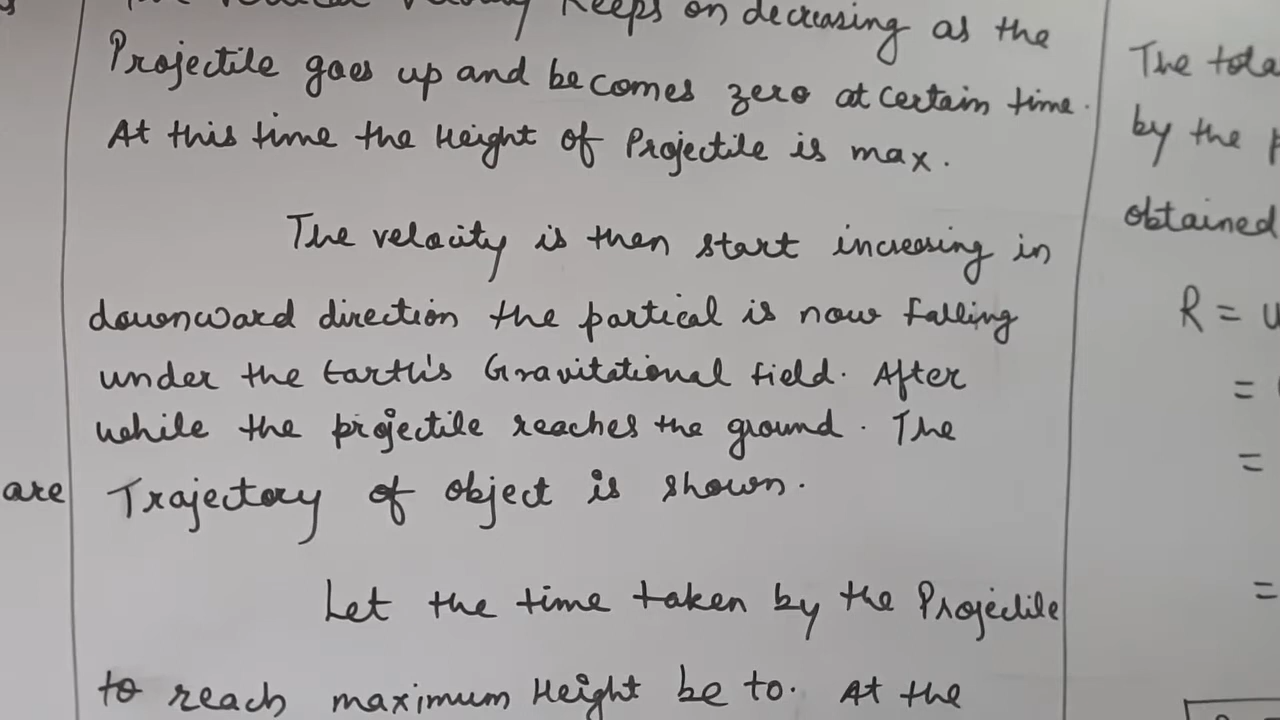 velocity keeps on decreasing as the
Projectile goes up and becomes zero at certain time.
At this time the Height of Projectile is max.
The velocity is then start increasing in
downward direction the partical is now falling
under the Earth's Gravitational field. After
while the projectile reaches the ground. The
Trajectory of object is shown.
Let the time taken by the Projectile
to reach maximum Height be to. At the
are
The tota
by the p
obtained
R = u
=
=
=